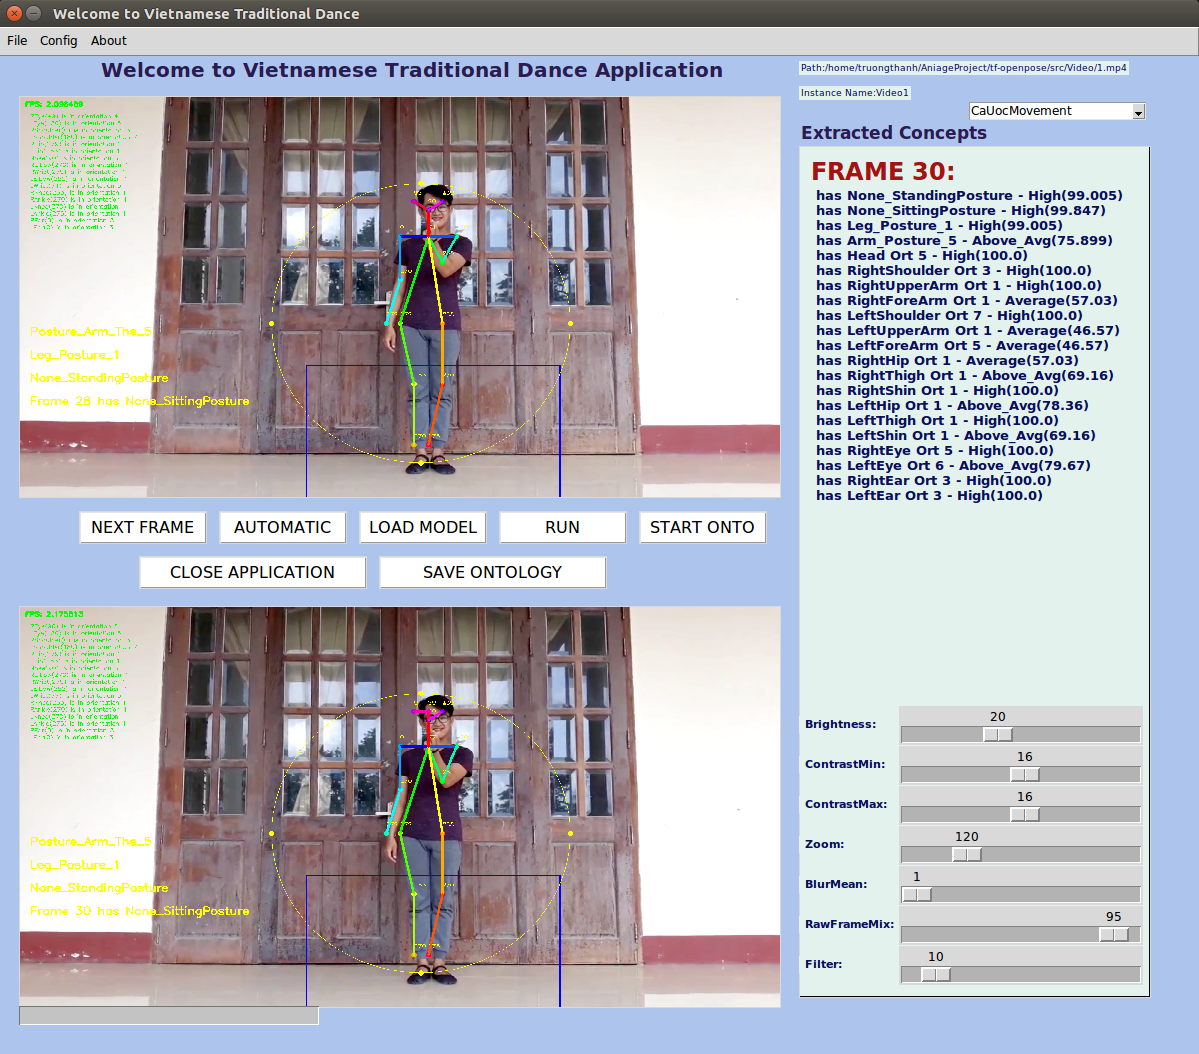 Welcome to Vietnamese Traditional Dance
File Config About
Welcome to Vietnamese Traditional Dance Application
Path:/home/truongthanh/AniageProject/tf-openpose/src/Video/1.mp4
Instance Name:Video1
CaUocMovement
Extracted Concepts
FRAME 30:
has None_StandingPosture - High(99.005)
has None_SittingPosture - High(99.847)
has Leg_Posture_1 - High(99.005)
has Arm_Posture_5 - Above_Avg(75.899)
has Head Ort 5 - High(100.0)
has RightShoulder Ort 3 - High(100.0)
has RightUpperArm Ort 1 - High(100.0)
has RightForeArm Ort 1 - Average(57.03)
has LeftShoulder Ort 7 - High(100.0)
has LeftUpperArm Ort 1 - Average(46.57)
has LeftForeArm Ort 5 - Average(46.57)
has RightHip Ort 1 - Average(57.03)
has RightThigh Ort 1 - Above_Avg(69.16)
has RightShin Ort 1 - High(100.0)
has LeftHip Ort 1 - Above_Avg(78.36)
has LeftThigh Ort 1 - High(100.0)
has LeftShin Ort 1 - Above_Avg(69.16)
has RightEye Ort 5 - High(100.0)
has LeftEye Ort 6 - Above_Avg(79.67)
has RightEar Ort 3 - High(100.0)
has LeftEar Ort 3 - High(100.0)
Posture_Arm_The_5
Leg_Posture_1
None_StandingPosture
Frame 28 has None_SittingPosture
NEXT FRAME
AUTOMATIC
LOAD MODEL
RUN
START ONTO
CLOSE APPLICATION
SAVE ONTOLOGY
Posture_Arm_The_5
Leg_Posture_1
None_StandingPosture
Frame 30 has None_SittingPosture
Brightness: 20
ContrastMin: 16
ContrastMax: 16
Zoom: 120
BlurMean: 1
RawFrameMix: 95
Filter: 10